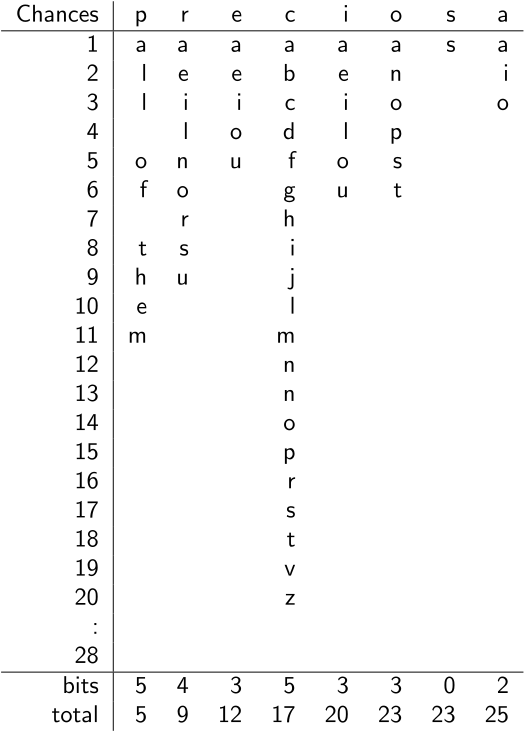 Chances p r e c i o s a
1 a a a a a a s a
2 l e e b e n i
3 l i i c i o o
4 l o d l p
5 o n u f o s
6 f o g u t
7 r h
8 t s i
9 h u j
10 e l
11 m m
12 n
13 n
14 o
15 p
16 r
17 s
18 t
19 v
20 z
:
28
bits 5 4 3 5 3 3 0 2
total 5 9 12 17 20 23 23 25